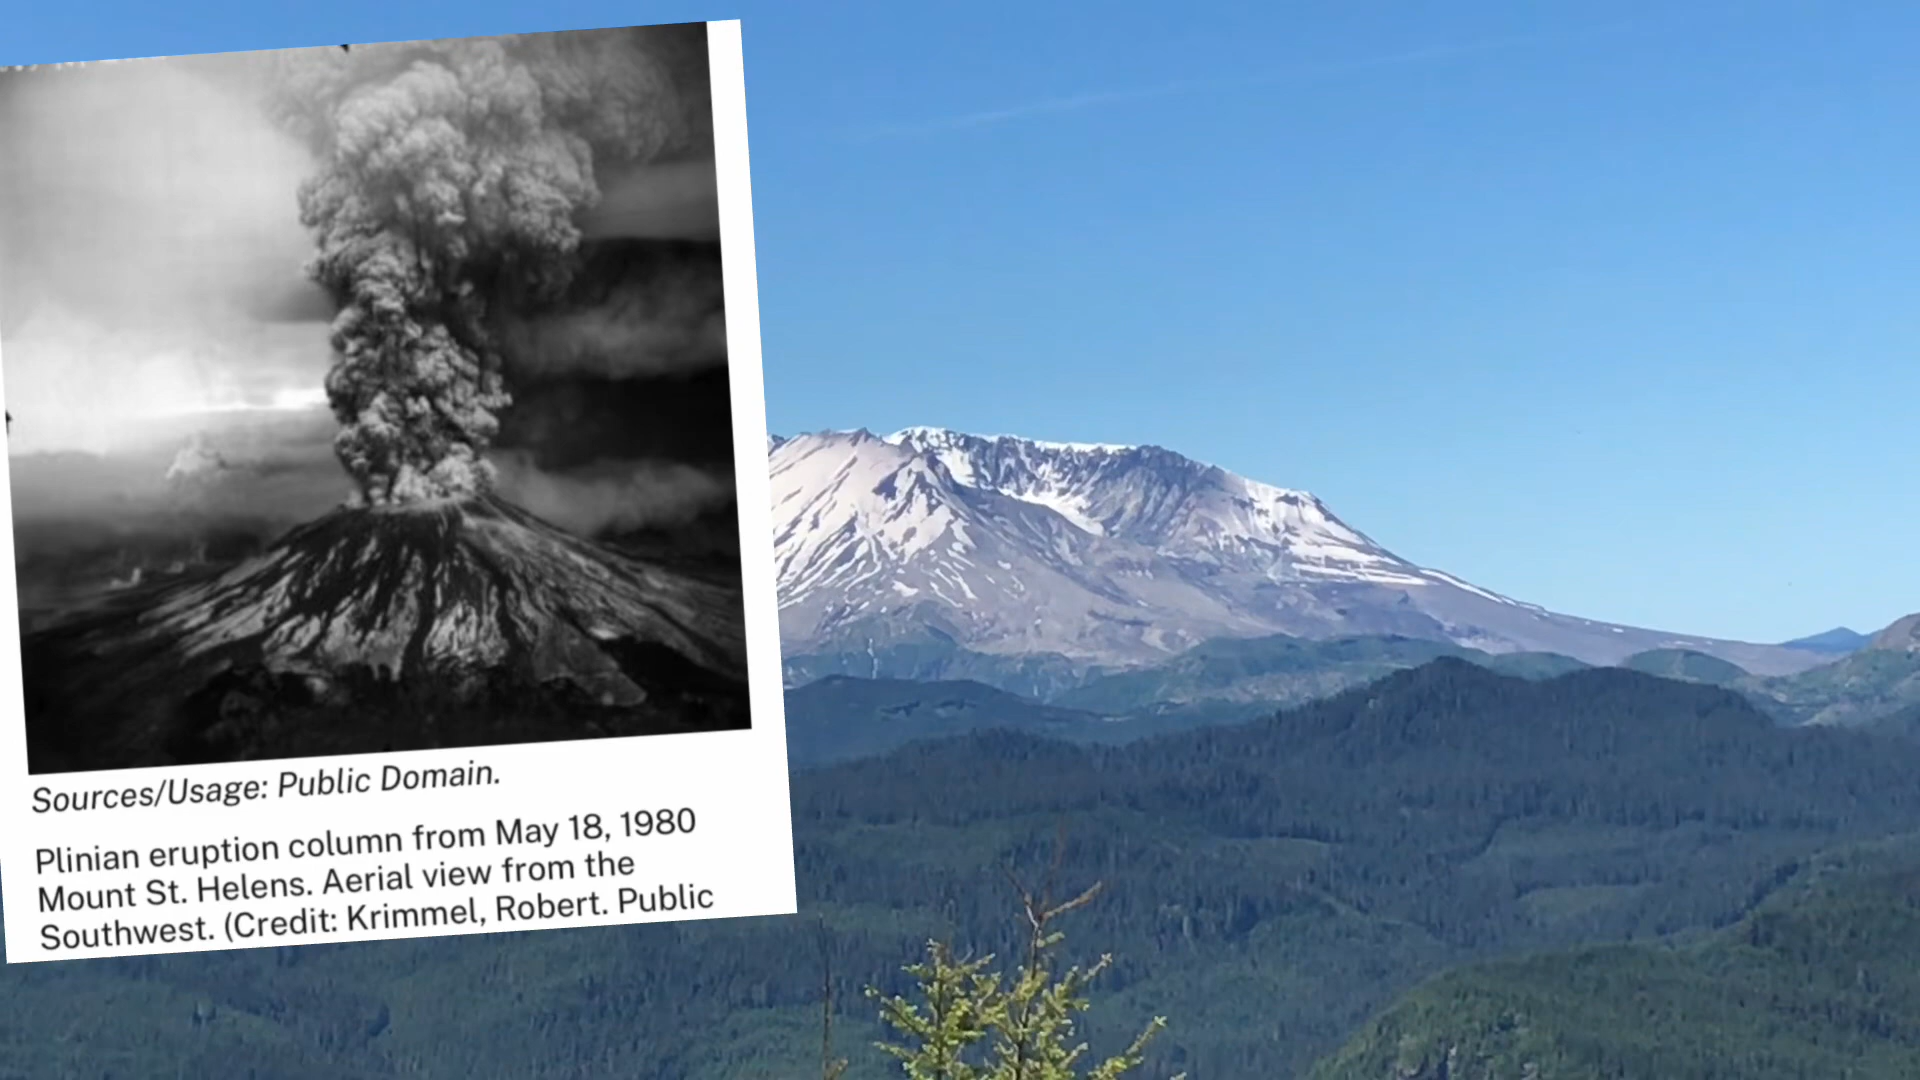 Sources/Usage: Public Domain.
Plinian eruption column from May 18, 1980
Mount St. Helens. Aerial view from the
Southwest. (Credit: Krimmel, Robert. Public